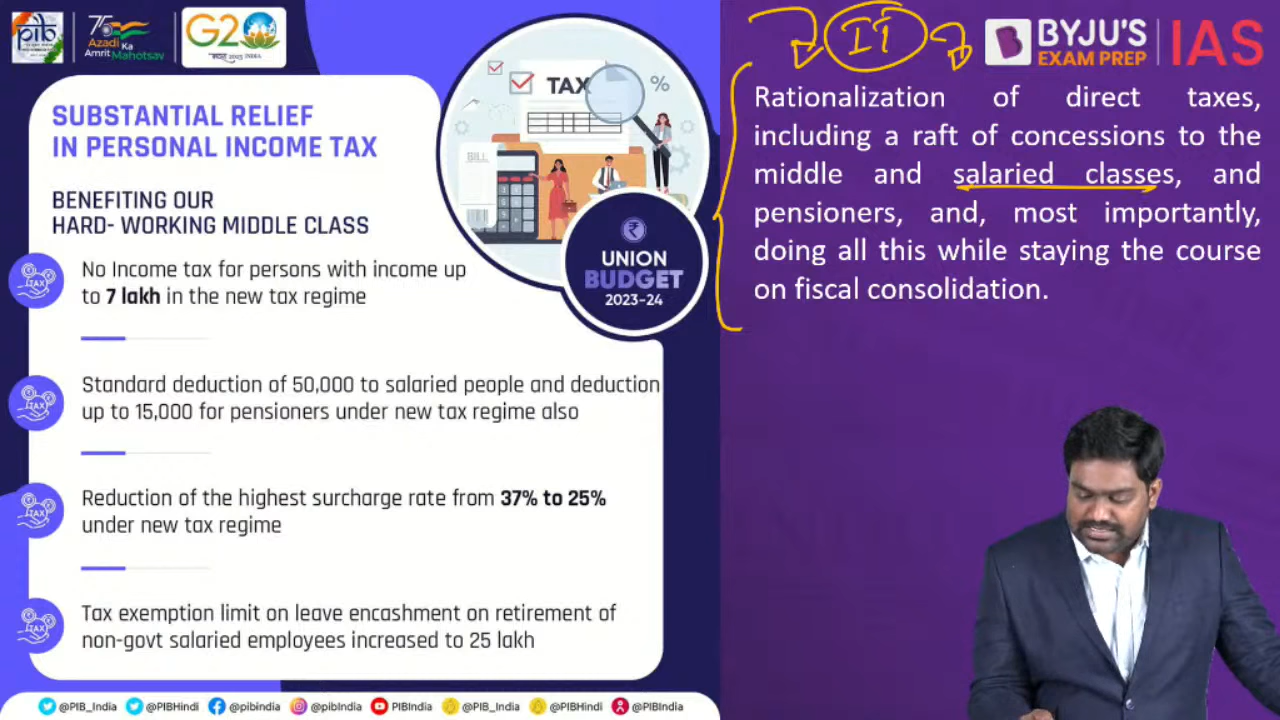 pib
75
Azadi Ka
Amrit Mahotsav
G20
SUBSTANTIAL RELIEF
IN PERSONAL INCOME TAX
BENEFITING OUR
HARD- WORKING MIDDLE CLASS
TAX
%
BILL
UNION
BUDGET
2023-24
TAX
No Income tax for persons with income up
to 7 lakh in the new tax regime
TAX
Standard deduction of 50,000 to salaried people and deduction
up to 15,000 for pensioners under new tax regime also
TAX
Reduction of the highest surcharge rate from 37% to 25%
under new tax regime
TAX
Tax exemption limit on leave encashment on retirement of
non-govt salaried employees increased to 25 lakh
@PIB_India @PIBHindi @pibindia @pibIndia PIBIndia @PIB_India @PIBHindi @PIBIndia
BYJU'S
EXAM PREP
IAS
Rationalization of direct taxes,
including a raft of concessions to the
middle and salaried classes, and
pensioners, and, most importantly,
doing all this while staying the course
on fiscal consolidation.